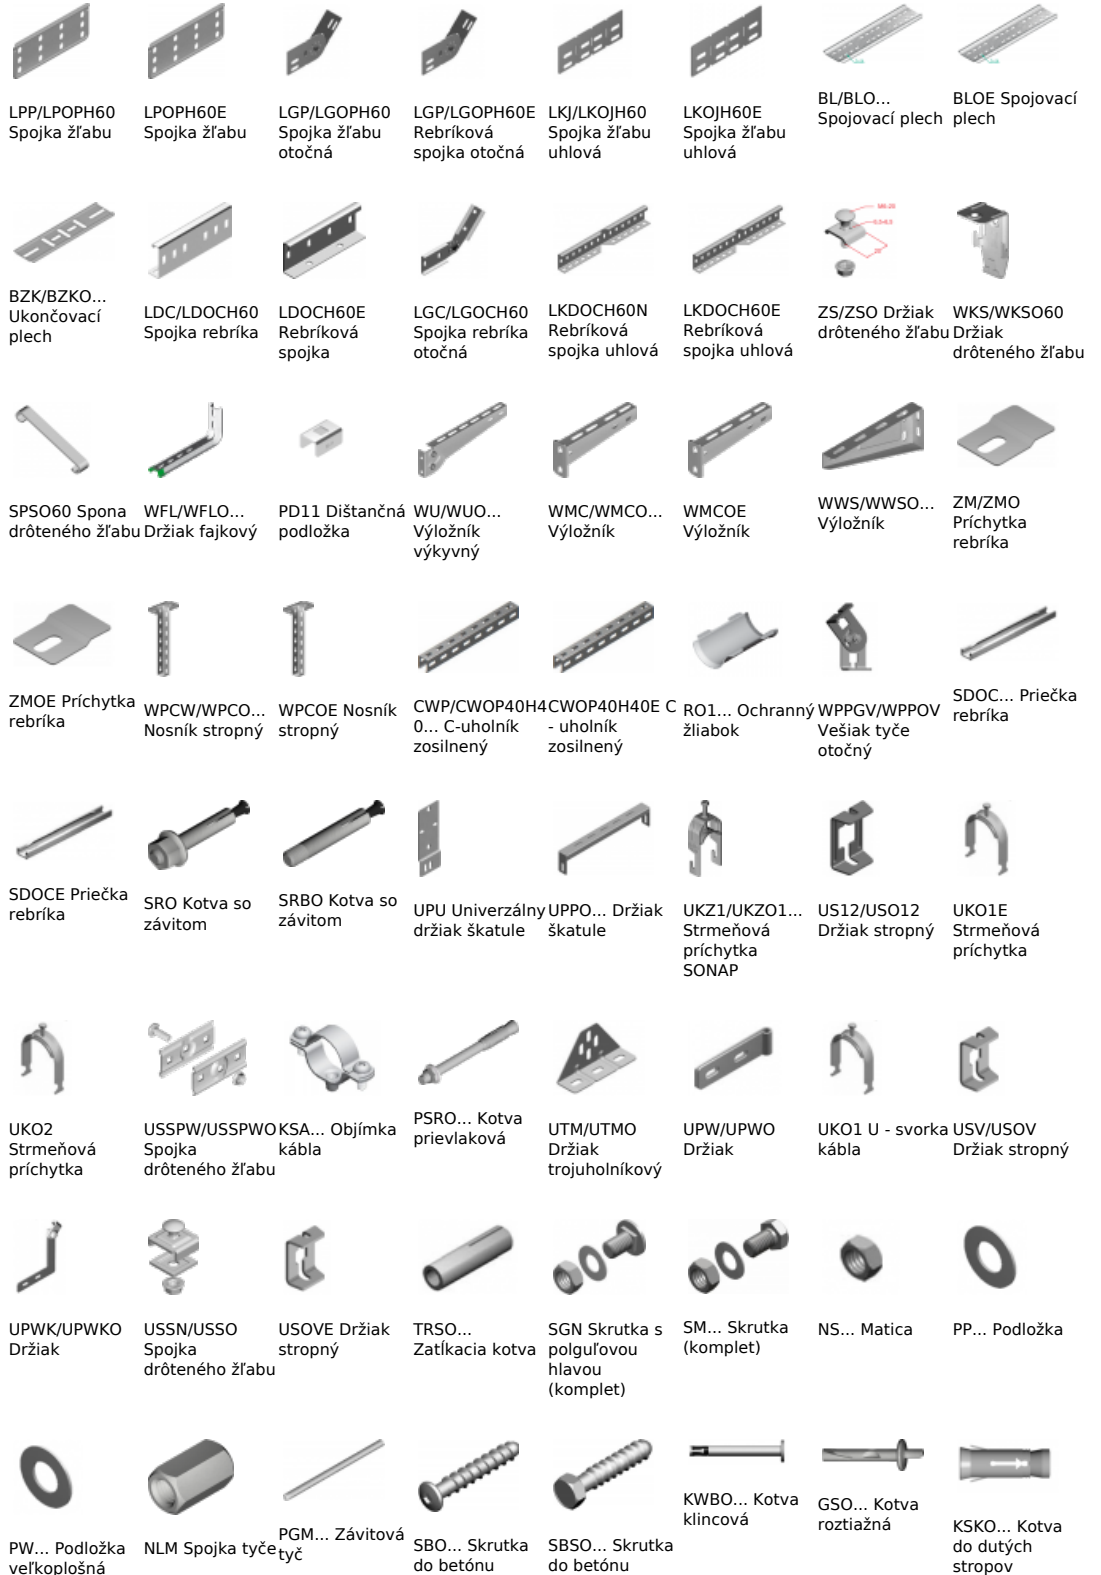 LPP/LPOPH60
Spojka žľabu
LPOPH60E
Spojka žľabu
LGP/LGOPH60
Spojka žľabu
otočná
LGP/LGOPH60E
Rebríková
spojka otočná
LKJ/LKOJH60
Spojka žľabu
uhlová
LKOJH60E
Spojka žľabu
uhlová
BL/BLO...
Spojovací plech
BLOE Spojovací
plech
BZK/BZKO...
Ukončovací
plech
LDC/LDOCH60
Spojka rebríka
LDOCH60E
Rebríková
spojka
LGC/LGOCH60
Spojka rebríka
otočná
LKDOCH60N
Rebríková
spojka uhlová
LKDOCH60E
Rebríková
spojka uhlová
ZS/ZSO Držiak
drôteného žľabu
WKS/WKSO60
Držiak
drôteného žľabu
SPSO60 Spona
drôteného žľabu
WFL/WFLO...
Držiak fajkový
PD11 Dištančná
podložka
WU/WUO...
Výložník
výkyvný
WMC/WMCO...
Výložník
WMCOE
Výložník
WWS/WWSO...
Výložník
ZM/ZMO
Príchytka
rebríka
ZMOE Príchytka
rebríka
WPCW/WPCO...
Nosník stropný
WPCOE Nosník
stropný
CWP/CWOP40H4
0... C-uholník
zosilnený
CWOP40H40E C
- uholník
zosilnený
RO1... Ochranný
žliabok
WPPGV/WPPOV
Vešiak tyče
otočný
SDOC... Priečka
rebríka
SDOCE Priečka
rebríka
SRO Kotva so
závitom
SRBO Kotva so
závitom
UPU Univerzálny
držiak škatule
UPPO... Držiak
škatule
UKZ1/UKZO1...
Strmeňová
príchytka
SONAP
US12/USO12
Držiak stropný
UKO1E
Strmeňová
príchytka
UKO2
Strmeňová
príchytka
USSPW/USSPWO
Spojka
drôteného žľabu
KSA... Objímka
kábla
PSRO... Kotva
prievlaková
UTM/UTMO
Držiak
trojuholníkový
UPW/UPWO
Držiak
UKO1 U - svorka
kábla
USV/USOV
Držiak stropný
UPWK/UPWKO
Držiak
USSN/USSO
Spojka
drôteného žľabu
USOVE Držiak
stropný
TRSO...
Zatĺkacia kotva
SGN Skrutka s
polguľovou
hlavou
(komplet)
SM... Skrutka
(komplet)
NS... Matica
PP... Podložka
PW... Podložka
veľkoplošná
NLM Spojka tyče
PGM... Závitová
tyč
SBO... Skrutka
do betónu
SBSO... Skrutka
do betónu
KWBO... Kotva
klincová
GSO... Kotva
roztiažná
KSKO... Kotva
do dutých
stropov